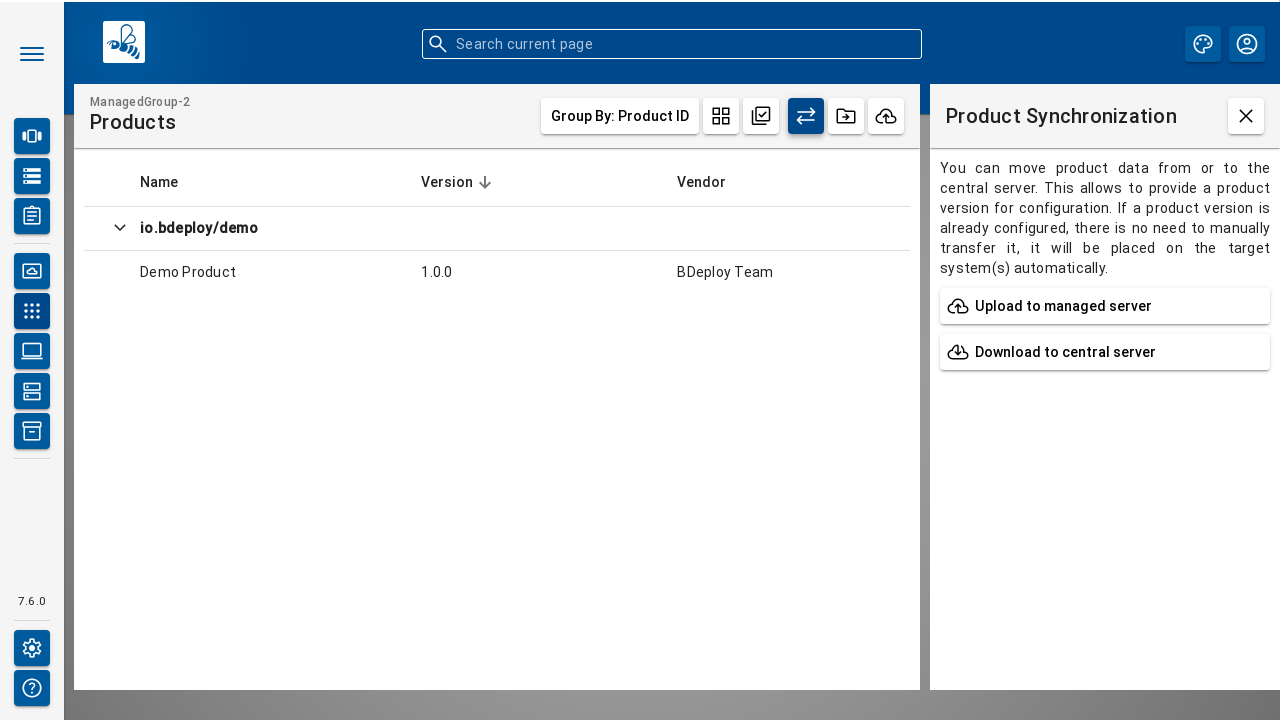 Search current page
ManagedGroup-2
Products
Group By: Product ID
Product Synchronization
Name Version Vendor
io.bdeploy/demo
Demo Product 1.0.0 BDeploy Team
You can move product data from or to the
central server. This allows to provide a product
version for configuration. If a product version is
already configured, there is no need to manually
transfer it, it will be placed on the target
system(s) automatically.
Upload to managed server
Download to central server
7.6.0